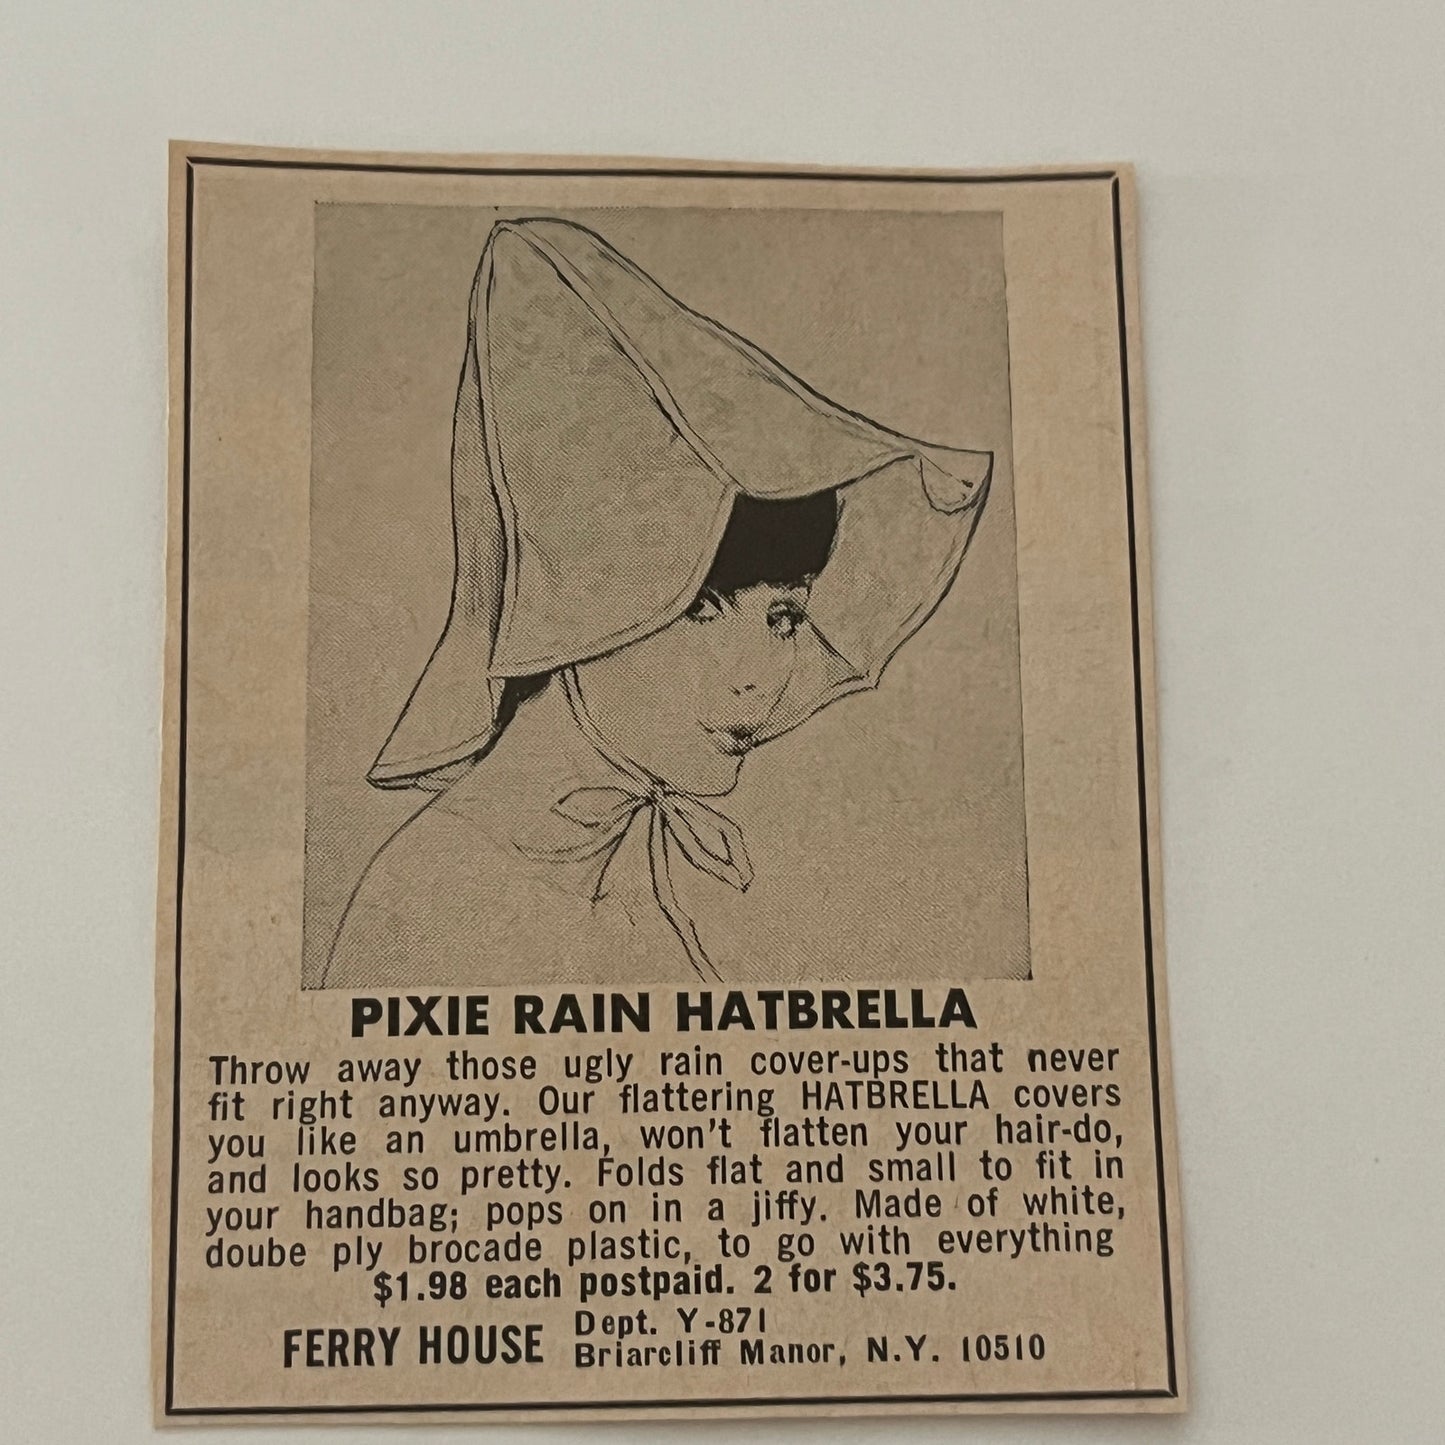 PIXIE RAIN HATBRELLA
Throw away those ugly rain cover-ups that never
fit right anyway. Our flattering HATBRELLA covers
you like an umbrella, won't flatten your hair-do,
and looks so pretty. Folds flat and small to fit in
your handbag; pops on in a jiffy. Made of white,
doube ply brocade plastic, to go with everything
$1.98 each postpaid. 2 for $3.75.
FERRY HOUSE Dept. Y-871
Briarcliff Manor, N.Y. 10510